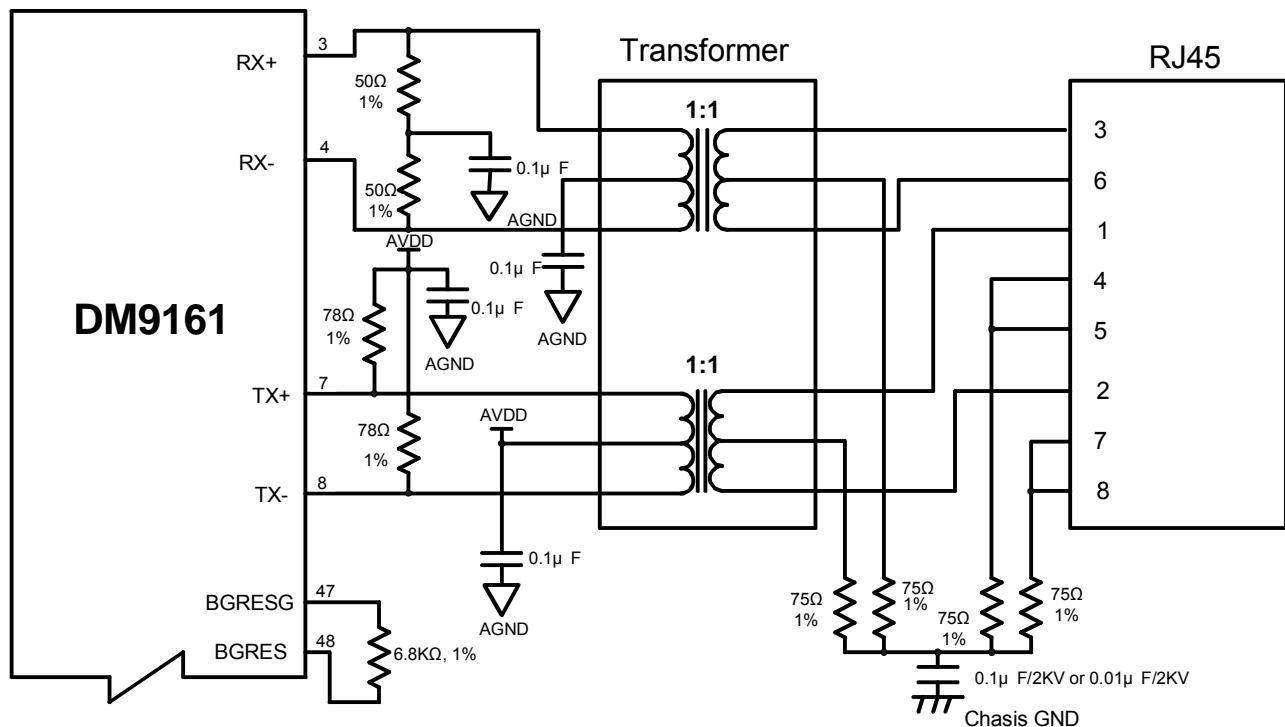 Transformer
RJ45
RX+
3
50Ω
1%
1:1
3
RX-
4
0.1µ F
6
50Ω
1%
AGND
1
AVDD
0.1µ F
4
DM9161
0.1µ F
78Ω
1%
AGND
AGND
5
1:1
TX+
7
2
78Ω
1%
AVDD
7
TX-
8
8
0.1µ F
BGRESG
47
AGND
75Ω
1%
75Ω
1%
75Ω
1%
75Ω
1%
BGRES
48
6.8KΩ, 1%
0.1µ F/2KV or 0.01µ F/2KV
Chasis GND